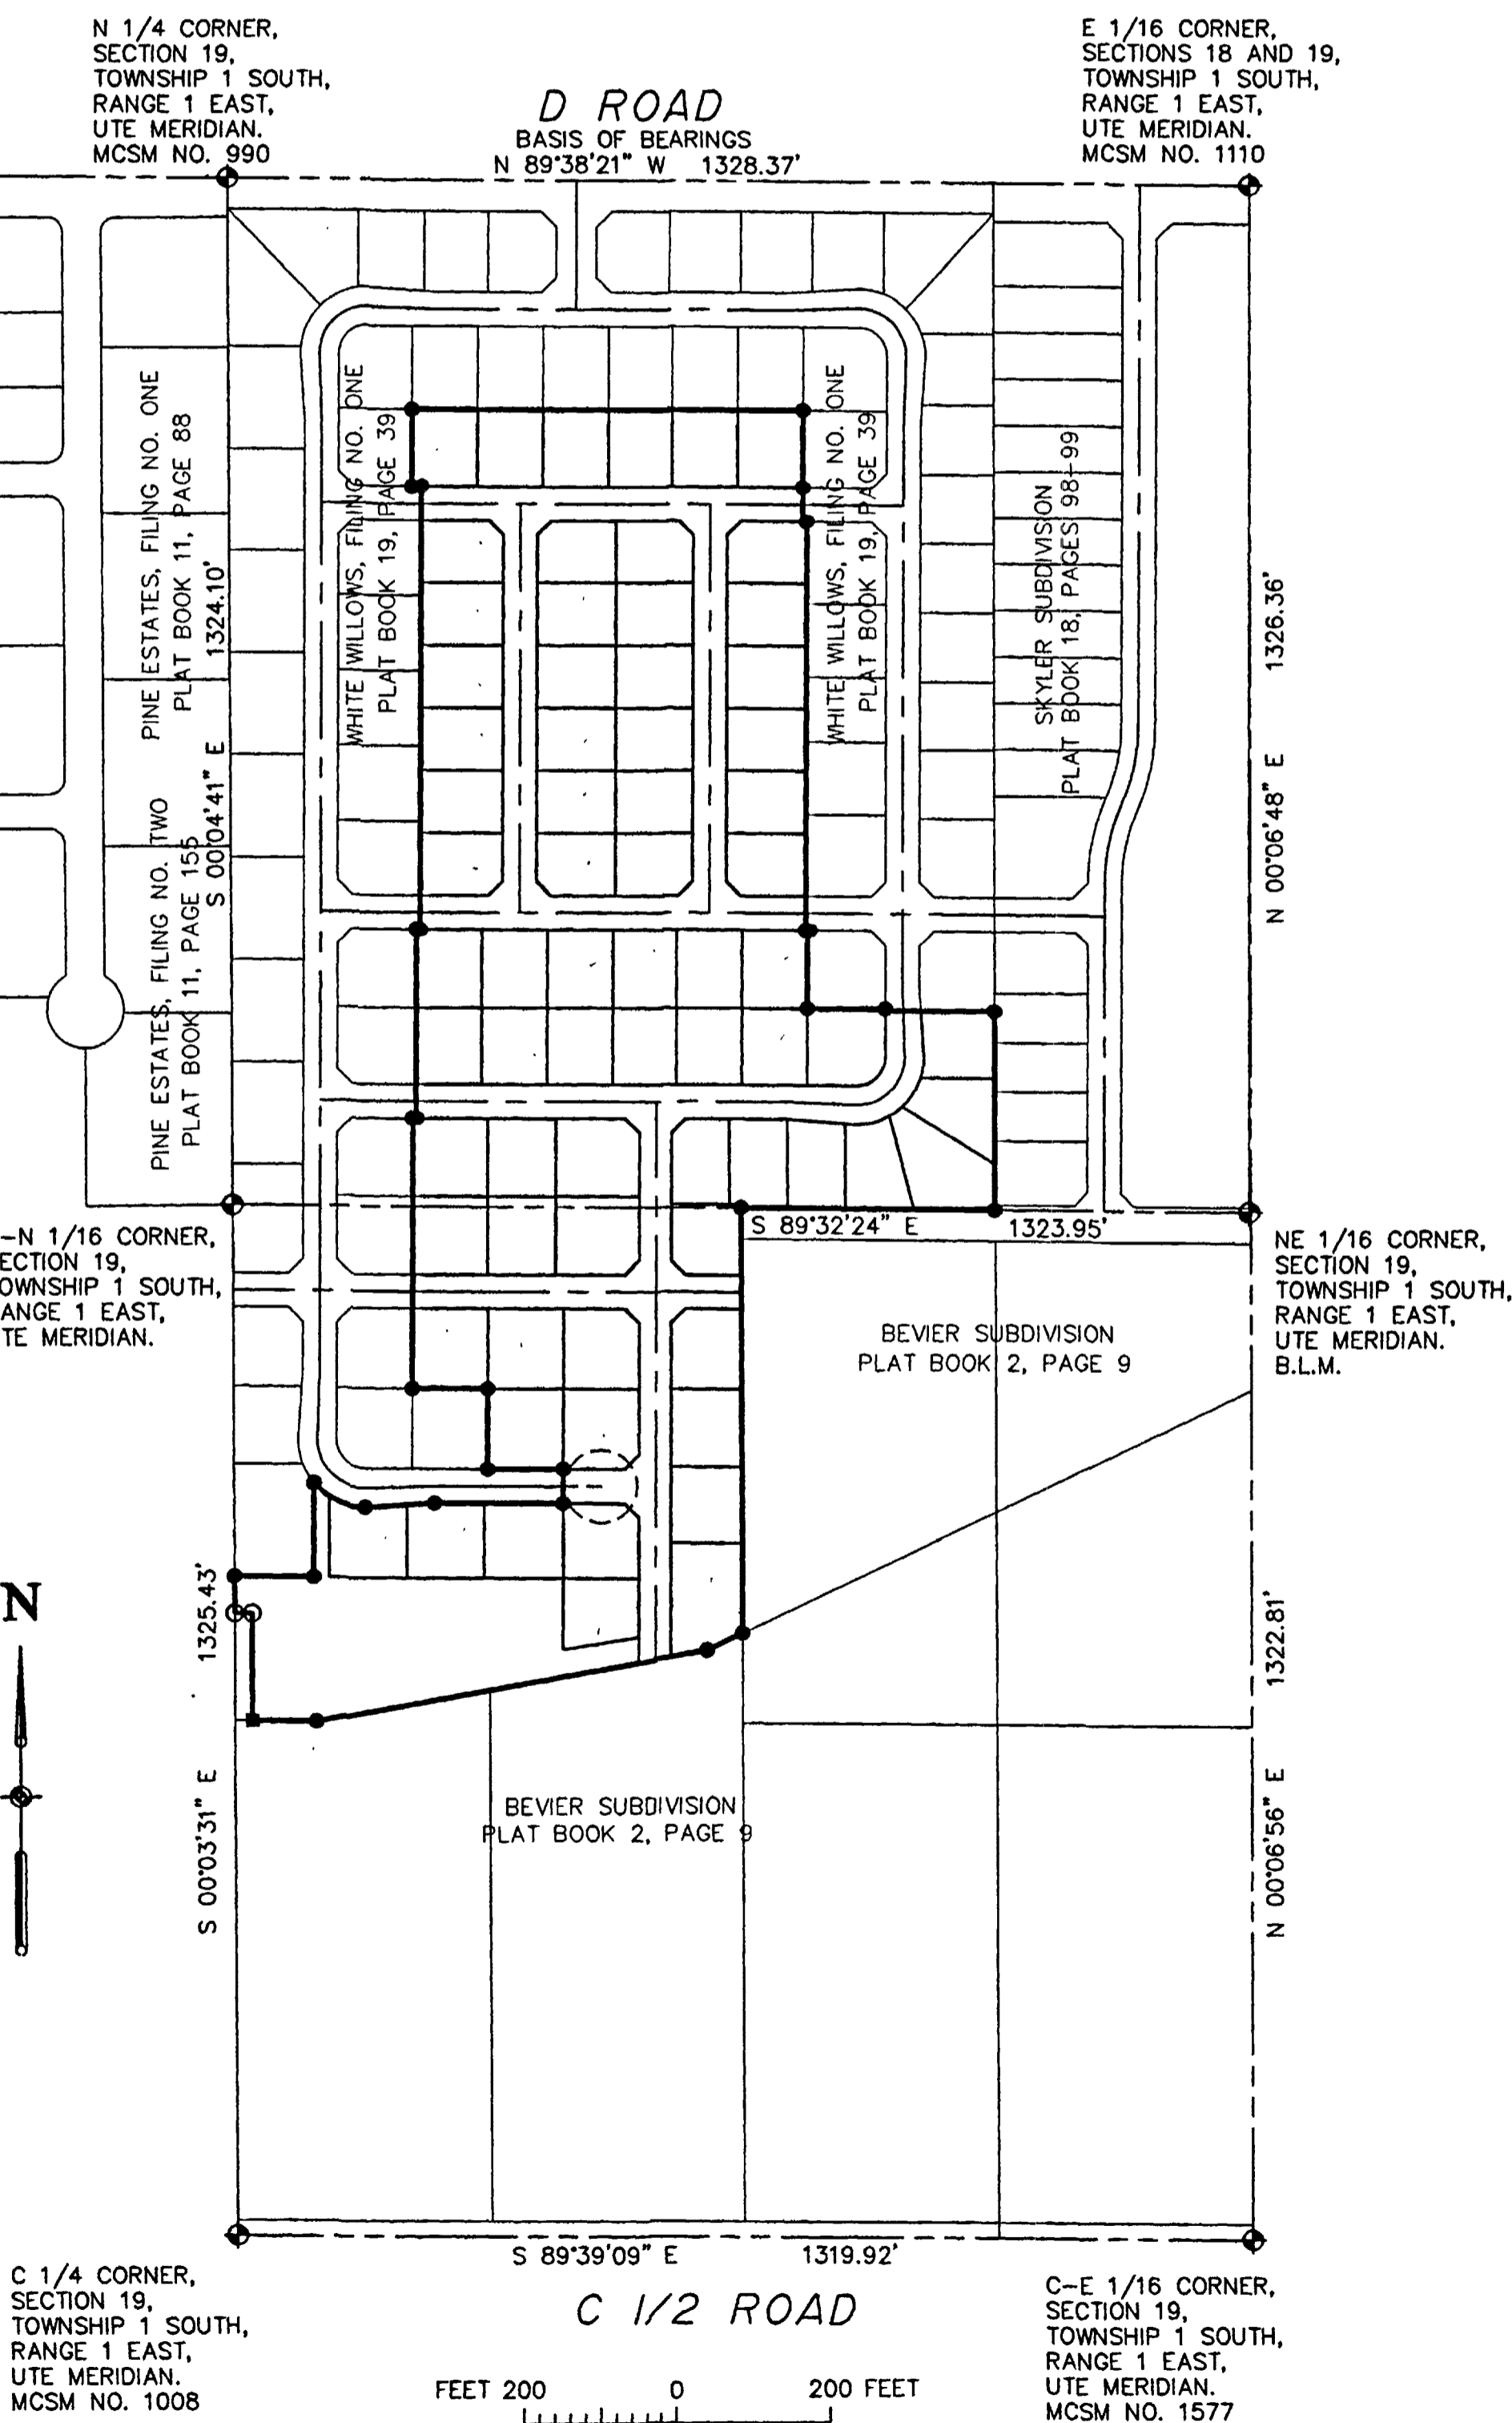 N 1/4 CORNER,
SECTION 19,
TOWNSHIP 1 SOUTH,
RANGE 1 EAST,
UTE MERIDIAN.
MCSM NO. 990
D ROAD
BASIS OF BEARINGS
N 89°38'21" W 1328.37'
E 1/16 CORNER,
SECTIONS 18 AND 19,
TOWNSHIP 1 SOUTH,
RANGE 1 EAST,
UTE MERIDIAN.
MCSM NO. 1110
PINE ESTATES, FILING NO. ONE
PLAT BOOK 11, PAGE 88
S 00°04'41" E 1324.10'
WHITE WILLOWS, FILING NO. ONE
PLAT BOOK 19, PAGE 39
WHITE WILLOWS, FILING NO. ONE
PLAT BOOK 19, PAGE 39
SKYLER SUBDIVISION
PLAT BOOK 18, PAGES 98-99
N 00°06'48" E 1326.36'
PINE ESTATES, FILING NO. TWO
PLAT BOOK 11, PAGE 155
S 89°32'24" E 1323.95'
-N 1/16 CORNER,
ECTION 19,
OWNSHIP 1 SOUTH,
ANGE 1 EAST,
TE MERIDIAN.
NE 1/16 CORNER,
SECTION 19,
TOWNSHIP 1 SOUTH,
RANGE 1 EAST,
UTE MERIDIAN.
B.L.M.
BEVIER SUBDIVISION
PLAT BOOK 2, PAGE 9
N
S 00°03'31" E 1325.43'
N 00°06'56" E 1322.81'
BEVIER SUBDIVISION
PLAT BOOK 2, PAGE 9
S 89°39'09" E 1319.92'
C 1/2 ROAD
C 1/4 CORNER,
SECTION 19,
TOWNSHIP 1 SOUTH,
RANGE 1 EAST,
UTE MERIDIAN.
MCSM NO. 1008
C-E 1/16 CORNER,
SECTION 19,
TOWNSHIP 1 SOUTH,
RANGE 1 EAST,
UTE MERIDIAN.
MCSM NO. 1577
FEET 200 0 200 FEET